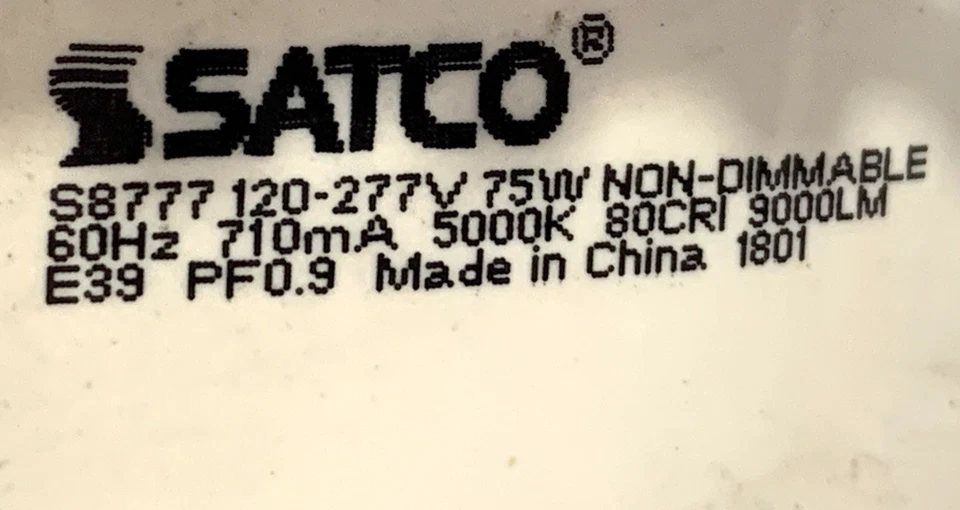 SATCO®
S8777 120-277V 75W NON-DIMMABLE
60Hz 710mA 5000K 80CRI 9000LM
E39 PF0.9 Made in China 1801